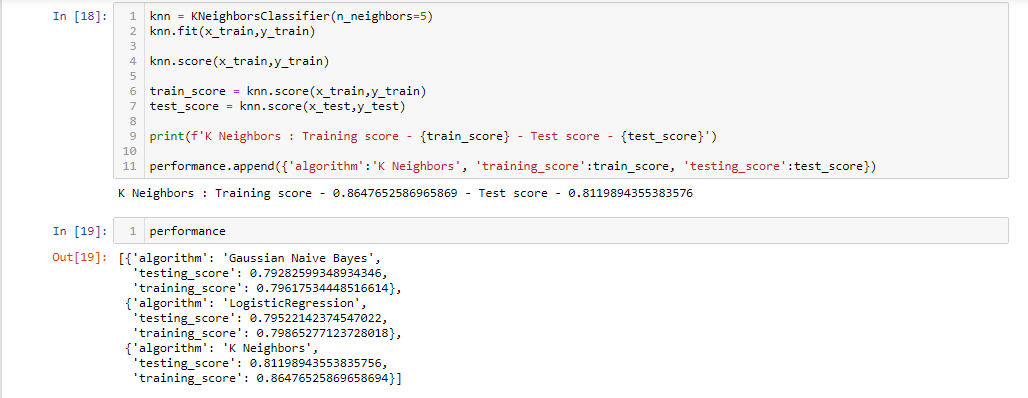 In [18]:
1 knn = KNeighborsClassifier(n_neighbors=5)
2 knn.fit(x_train,y_train)
3
4 knn.score(x_train,y_train)
5
6 train_score = knn.score(x_train,y_train)
7 test_score = knn.score(x_test,y_test)
8
9 print(f'K Neighbors : Training score - {train_score} - Test score - {test_score}')
10
11 performance.append({'algorithm':'K Neighbors', 'training_score':train_score, 'testing_score':test_score})
K Neighbors : Training score - 0.8647652586965869 - Test score - 0.8119894355383576
In [19]:
1 performance
Out[19]: [{'algorithm': 'Gaussian Naive Bayes',
'testing_score': 0.79282599348934346,
'training_score': 0.79617534448516614},
{'algorithm': 'LogisticRegression',
'testing_score': 0.79522142374547022,
'training_score': 0.79865277123728018},
{'algorithm': 'K Neighbors',
'testing_score': 0.81198943553835756,
'training_score': 0.86476525869658694}]